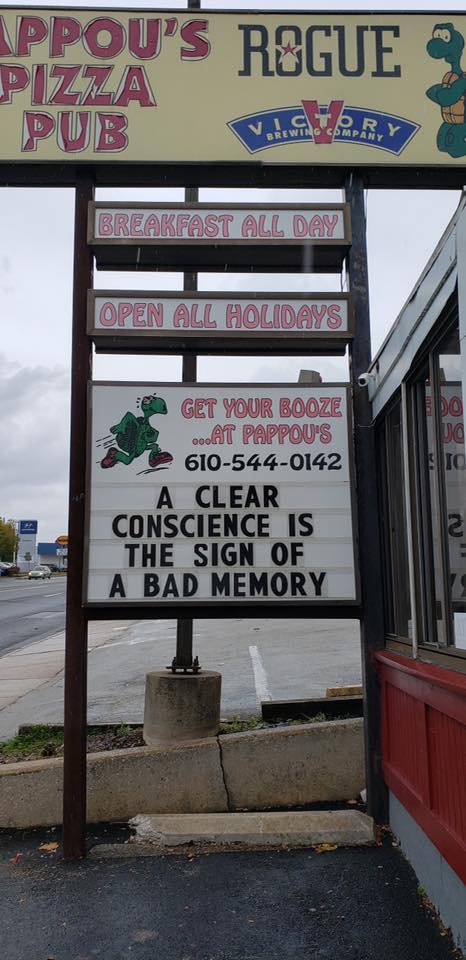 APPOU'S
PIZZA
PUB
ROGUE
VICTORY
BREWING COMPANY
BREAKFAST ALL DAY
OPEN ALL HOLIDAYS
GET YOUR BOOZE
...AT PAPPOU'S
610-544-0142
A CLEAR
CONSCIENCE IS
THE SIGN OF
A BAD MEMORY